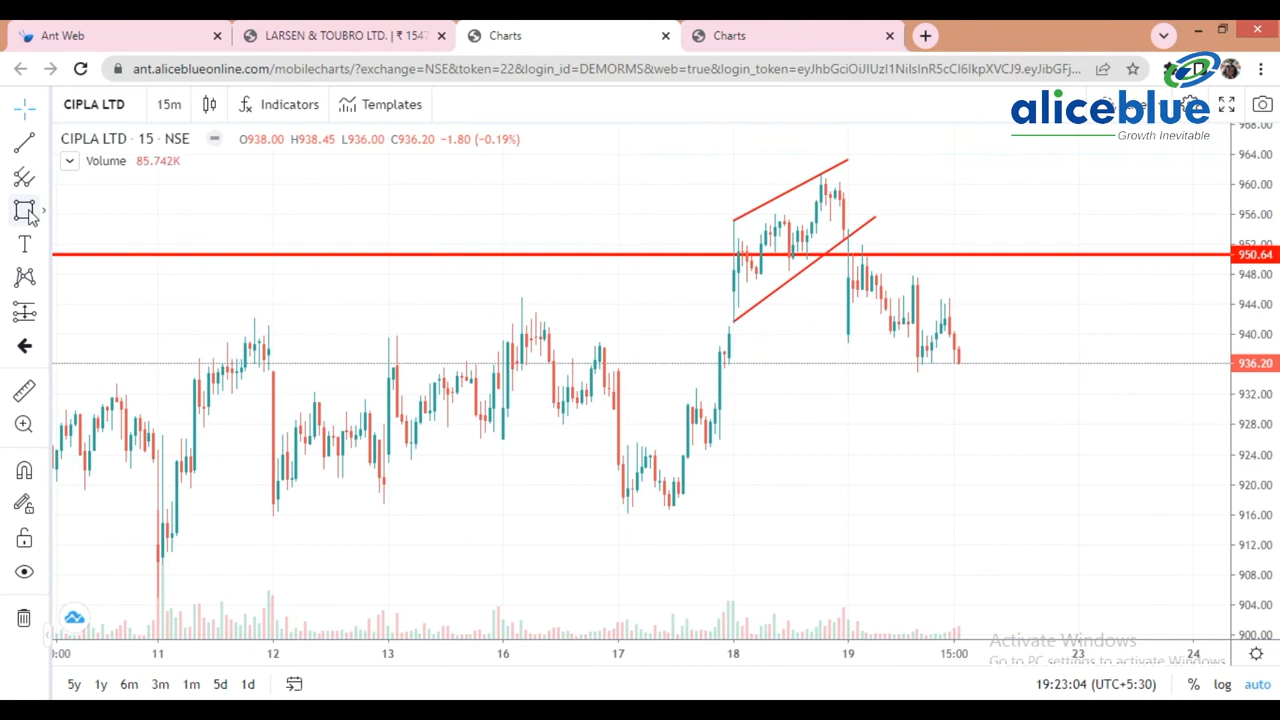 Ant Web
LARSEN & TOUBRO LTD. | ₹ 1547
Charts
Charts
ant.aliceblueonline.com/mobilecharts/?exchange=NSE&token=22&login_id=DEMORMS&web=true&login_token=
aliceblue
Growth Inevitable
CIPLA LTD
15m
Indicators
Templates
CIPLA LTD · 15 · NSE
O938.00 H938.45 L936.00 C936.20 −1.80 (−0.19%)
Volume 85.742K
T
968.00
964.00
960.00
956.00
952.00
950.64
948.00
944.00
940.00
936.20
932.00
928.00
924.00
920.00
916.00
912.00
908.00
904.00
900.00
Activate Windows
Go to PC settings to activate Windows.
11 12 13 16 17 18 19 15:00 23 24
5y 1y 6m 3m 1m 5d 1d
19:23:04 (UTC+5:30)
% log auto